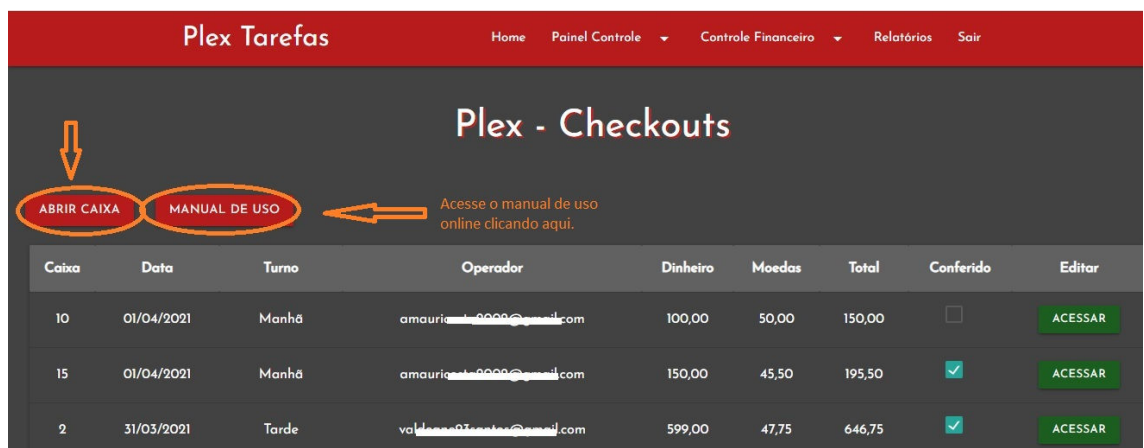 Plex Tarefas Home Painel Controle Controle Financeiro Relatórios Sair
Plex - Checkouts
ABRIR CAIXA MANUAL DE USO
Acesse o manual de uso
online clicando aqui.
Caixa Data Turno Operador Dinheiro Moedas Total Conferido Editar
10 01/04/2021 Manhã 100,00 50,00 150,00 ACESSAR
15 01/04/2021 Manhã 150,00 45,50 195,50 ACESSAR
2 31/03/2021 Tarde 599,00 47,75 646,75 ACESSAR